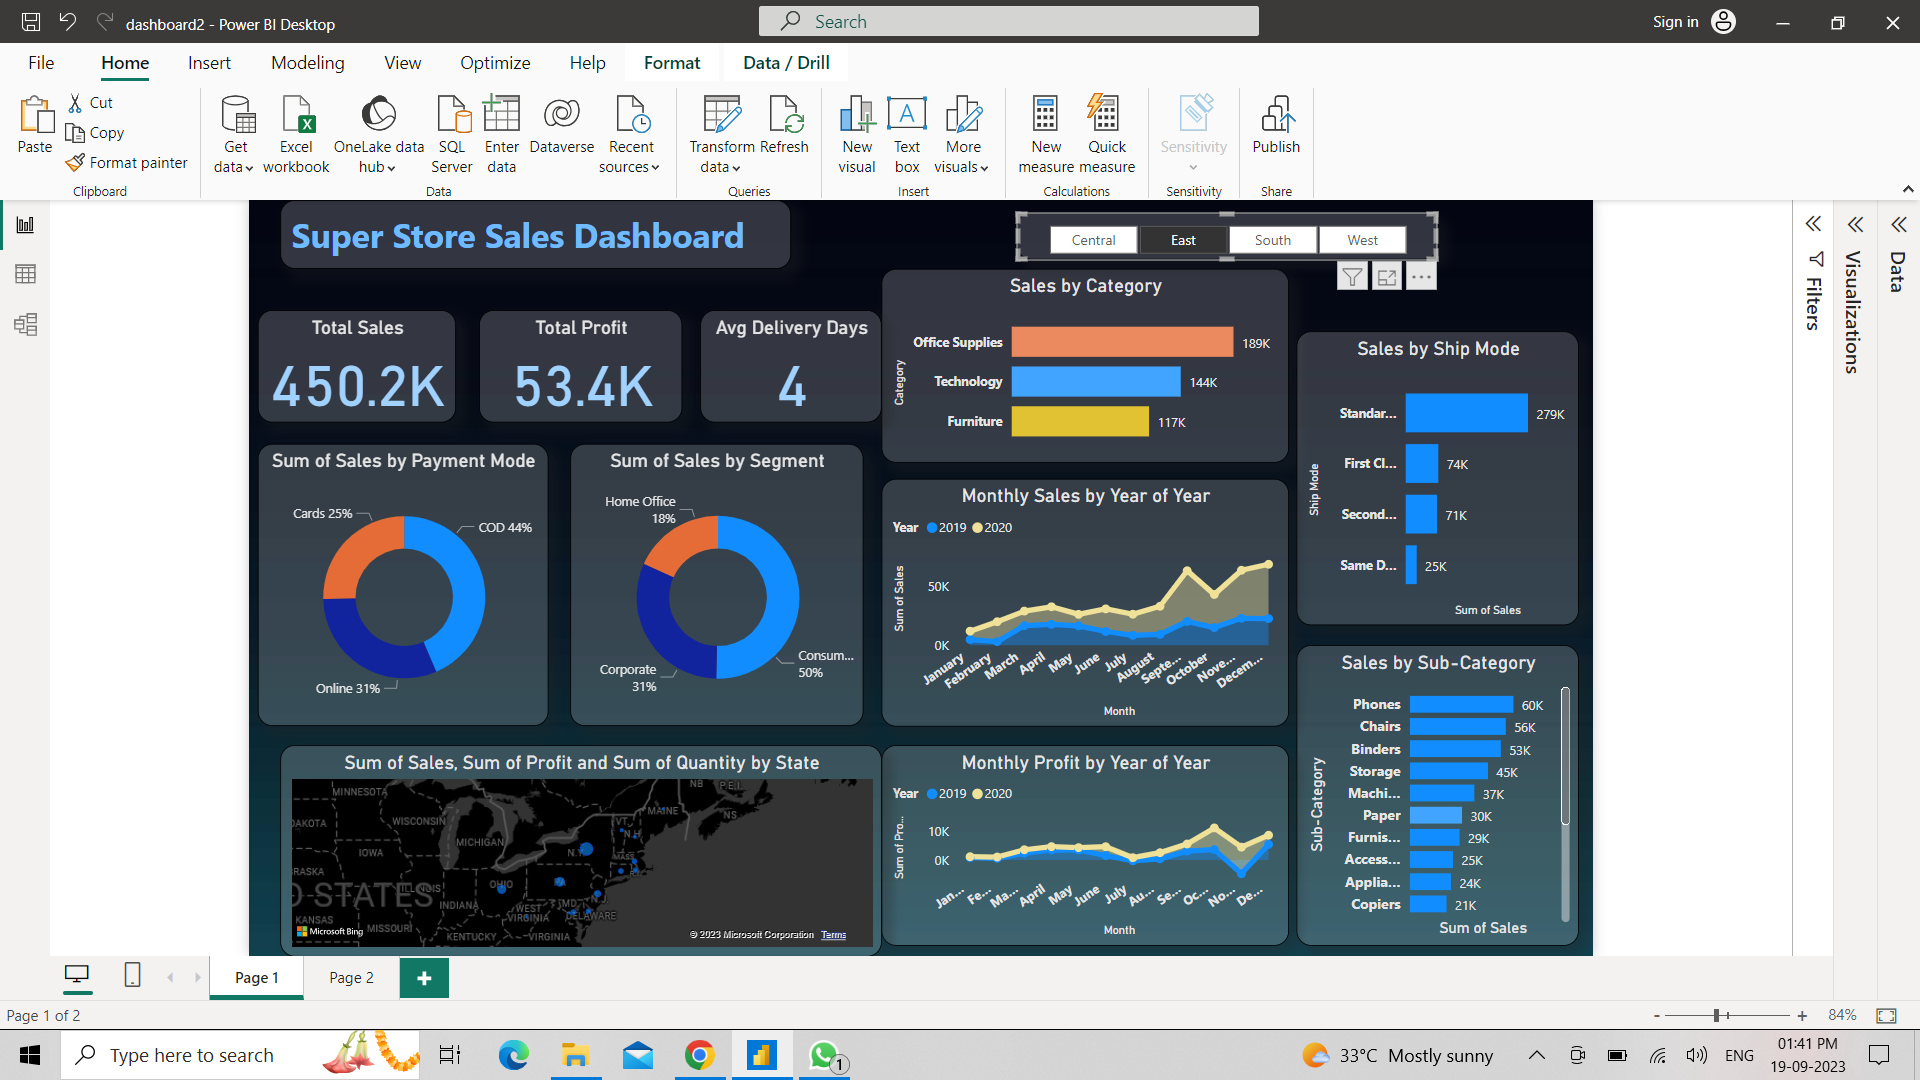 dashboard2 - Power BI Desktop
Search
Sign in
File Home Insert Modeling View Optimize Help Format Data / Drill
Paste
Cut
Copy
Format painter
Clipboard
Get data
Excel workbook
OneLake data hub
SQL Server
Enter data
Dataverse
Recent sources
Data
Transform data
Refresh
Queries
New visual
Text box
More visuals
Insert
New measure
Quick measure
Calculations
Sensitivity
Sensitivity
Publish
Share
Super Store Sales Dashboard
Central East South West
Total Sales
450.2K
Total Profit
53.4K
Avg Delivery Days
4
Sales by Category
Category
Office Supplies 189K
Technology 144K
Furniture 117K
Sales by Ship Mode
Ship Mode
Standar... 279K
First Cl... 74K
Second... 71K
Same D... 25K
Sum of Sales
Sum of Sales by Payment Mode
Cards 25%
COD 44%
Online 31%
Sum of Sales by Segment
Home Office
18%
Consum...
50%
Corporate
31%
Monthly Sales by Year of Year
Year 2019 2020
Sum of Sales
50K
0K
January February March April May June July August Septe... October Nove... Decem...
Month
Sales by Sub-Category
Sub-Category
Phones 60K
Chairs 56K
Binders 53K
Storage 45K
Machi... 37K
Paper 30K
Furnis... 29K
Access... 25K
Applia... 24K
Copiers 21K
Sum of Sales
Sum of Sales, Sum of Profit and Sum of Quantity by State
MINNESOTA
NB P.E.I.
MAINE
NS
WISCONSIN
VT.
N.H.
MICHIGAN
N.Y.
MASS.
IOWA
PA
OHIO
ILLINOIS
D STATES
INDIANA
N.J.
MD.
WEST VIRGINIA
DELAWARE
KANSAS
MISSOURI
KENTUCKY
VIRGINIA
Microsoft Bing
© 2023 Microsoft Corporation Terms
Monthly Profit by Year of Year
Year 2019 2020
Sum of Pro...
10K
0K
Jan... Fe... Ma... April May June July Au... Se... Oc... No... De...
Month
Filters
Visualizations
Data
Page 1 Page 2 +
Page 1 of 2
- + 84%
Type here to search
1
33°C Mostly sunny
ENG
01:41 PM
19-09-2023